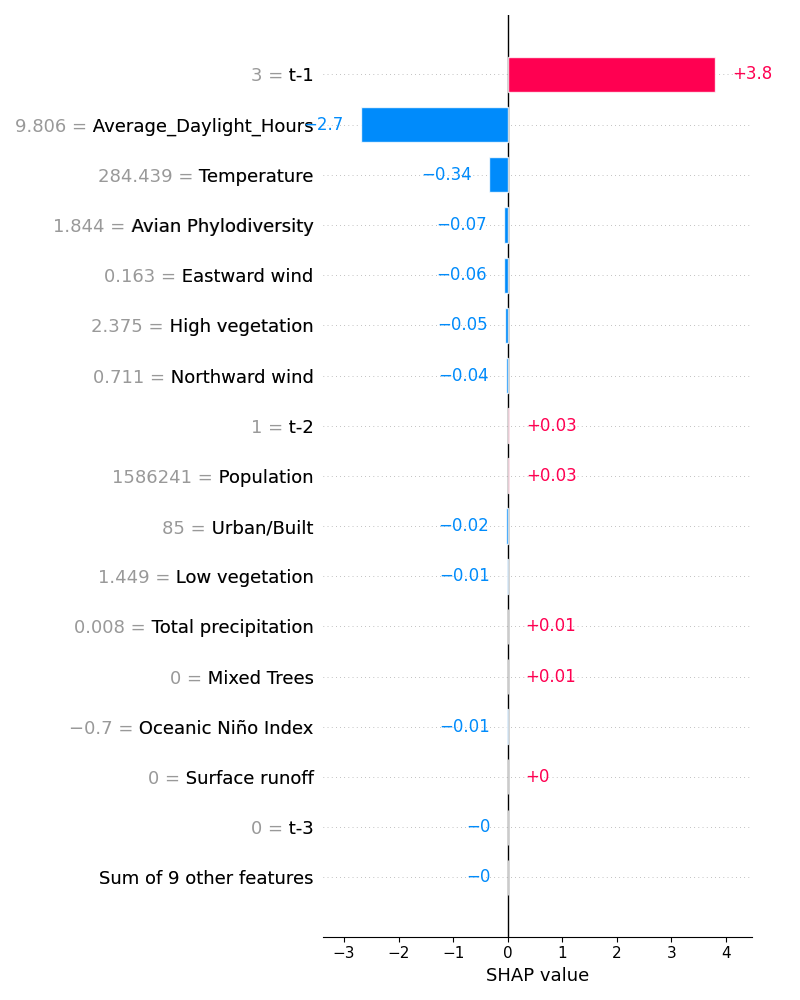 3 = t-1 +3.8
9.806 = Average_Daylight_Hours −2.7
284.439 = Temperature −0.34
1.844 = Avian Phylodiversity −0.07
0.163 = Eastward wind −0.06
2.375 = High vegetation −0.05
0.711 = Northward wind −0.04
1 = t-2 +0.03
1586241 = Population +0.03
85 = Urban/Built −0.02
1.449 = Low vegetation −0.01
0.008 = Total precipitation +0.01
0 = Mixed Trees +0.01
−0.7 = Oceanic Niño Index −0.01
0 = Surface runoff +0
0 = t-3 −0
Sum of 9 other features −0
−3 −2 −1 0 1 2 3 4
SHAP value